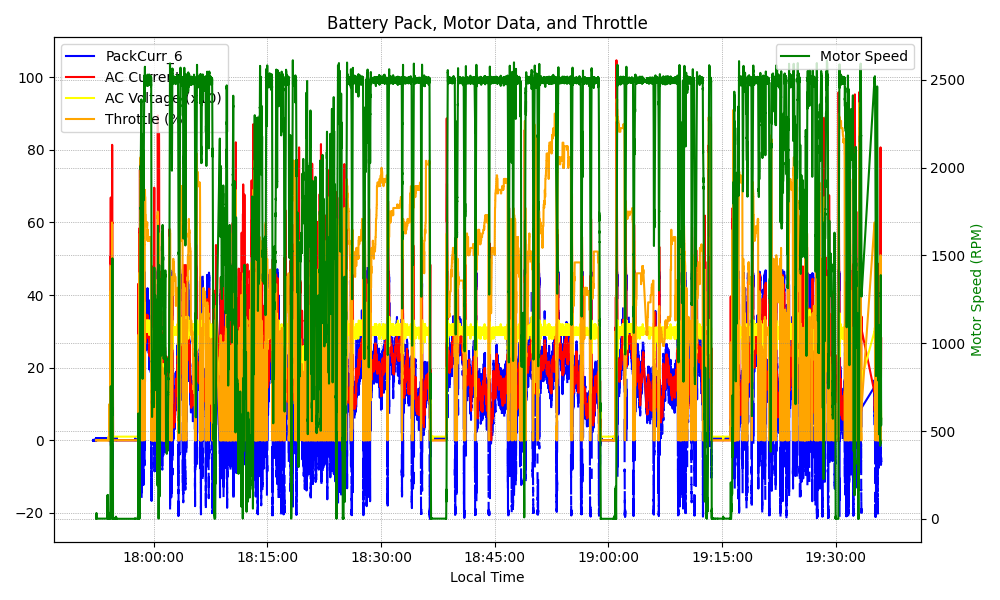 Battery Pack, Motor Data, and Throttle
PackCurr_6
AC Current
AC Voltage (x10)
Throttle (%)
Motor Speed
100
80
60
40
20
0
−20
2500
2000
1500
1000
500
0
Motor Speed (RPM)
18:00:00
18:15:00
18:30:00
18:45:00
19:00:00
19:15:00
19:30:00
Local Time